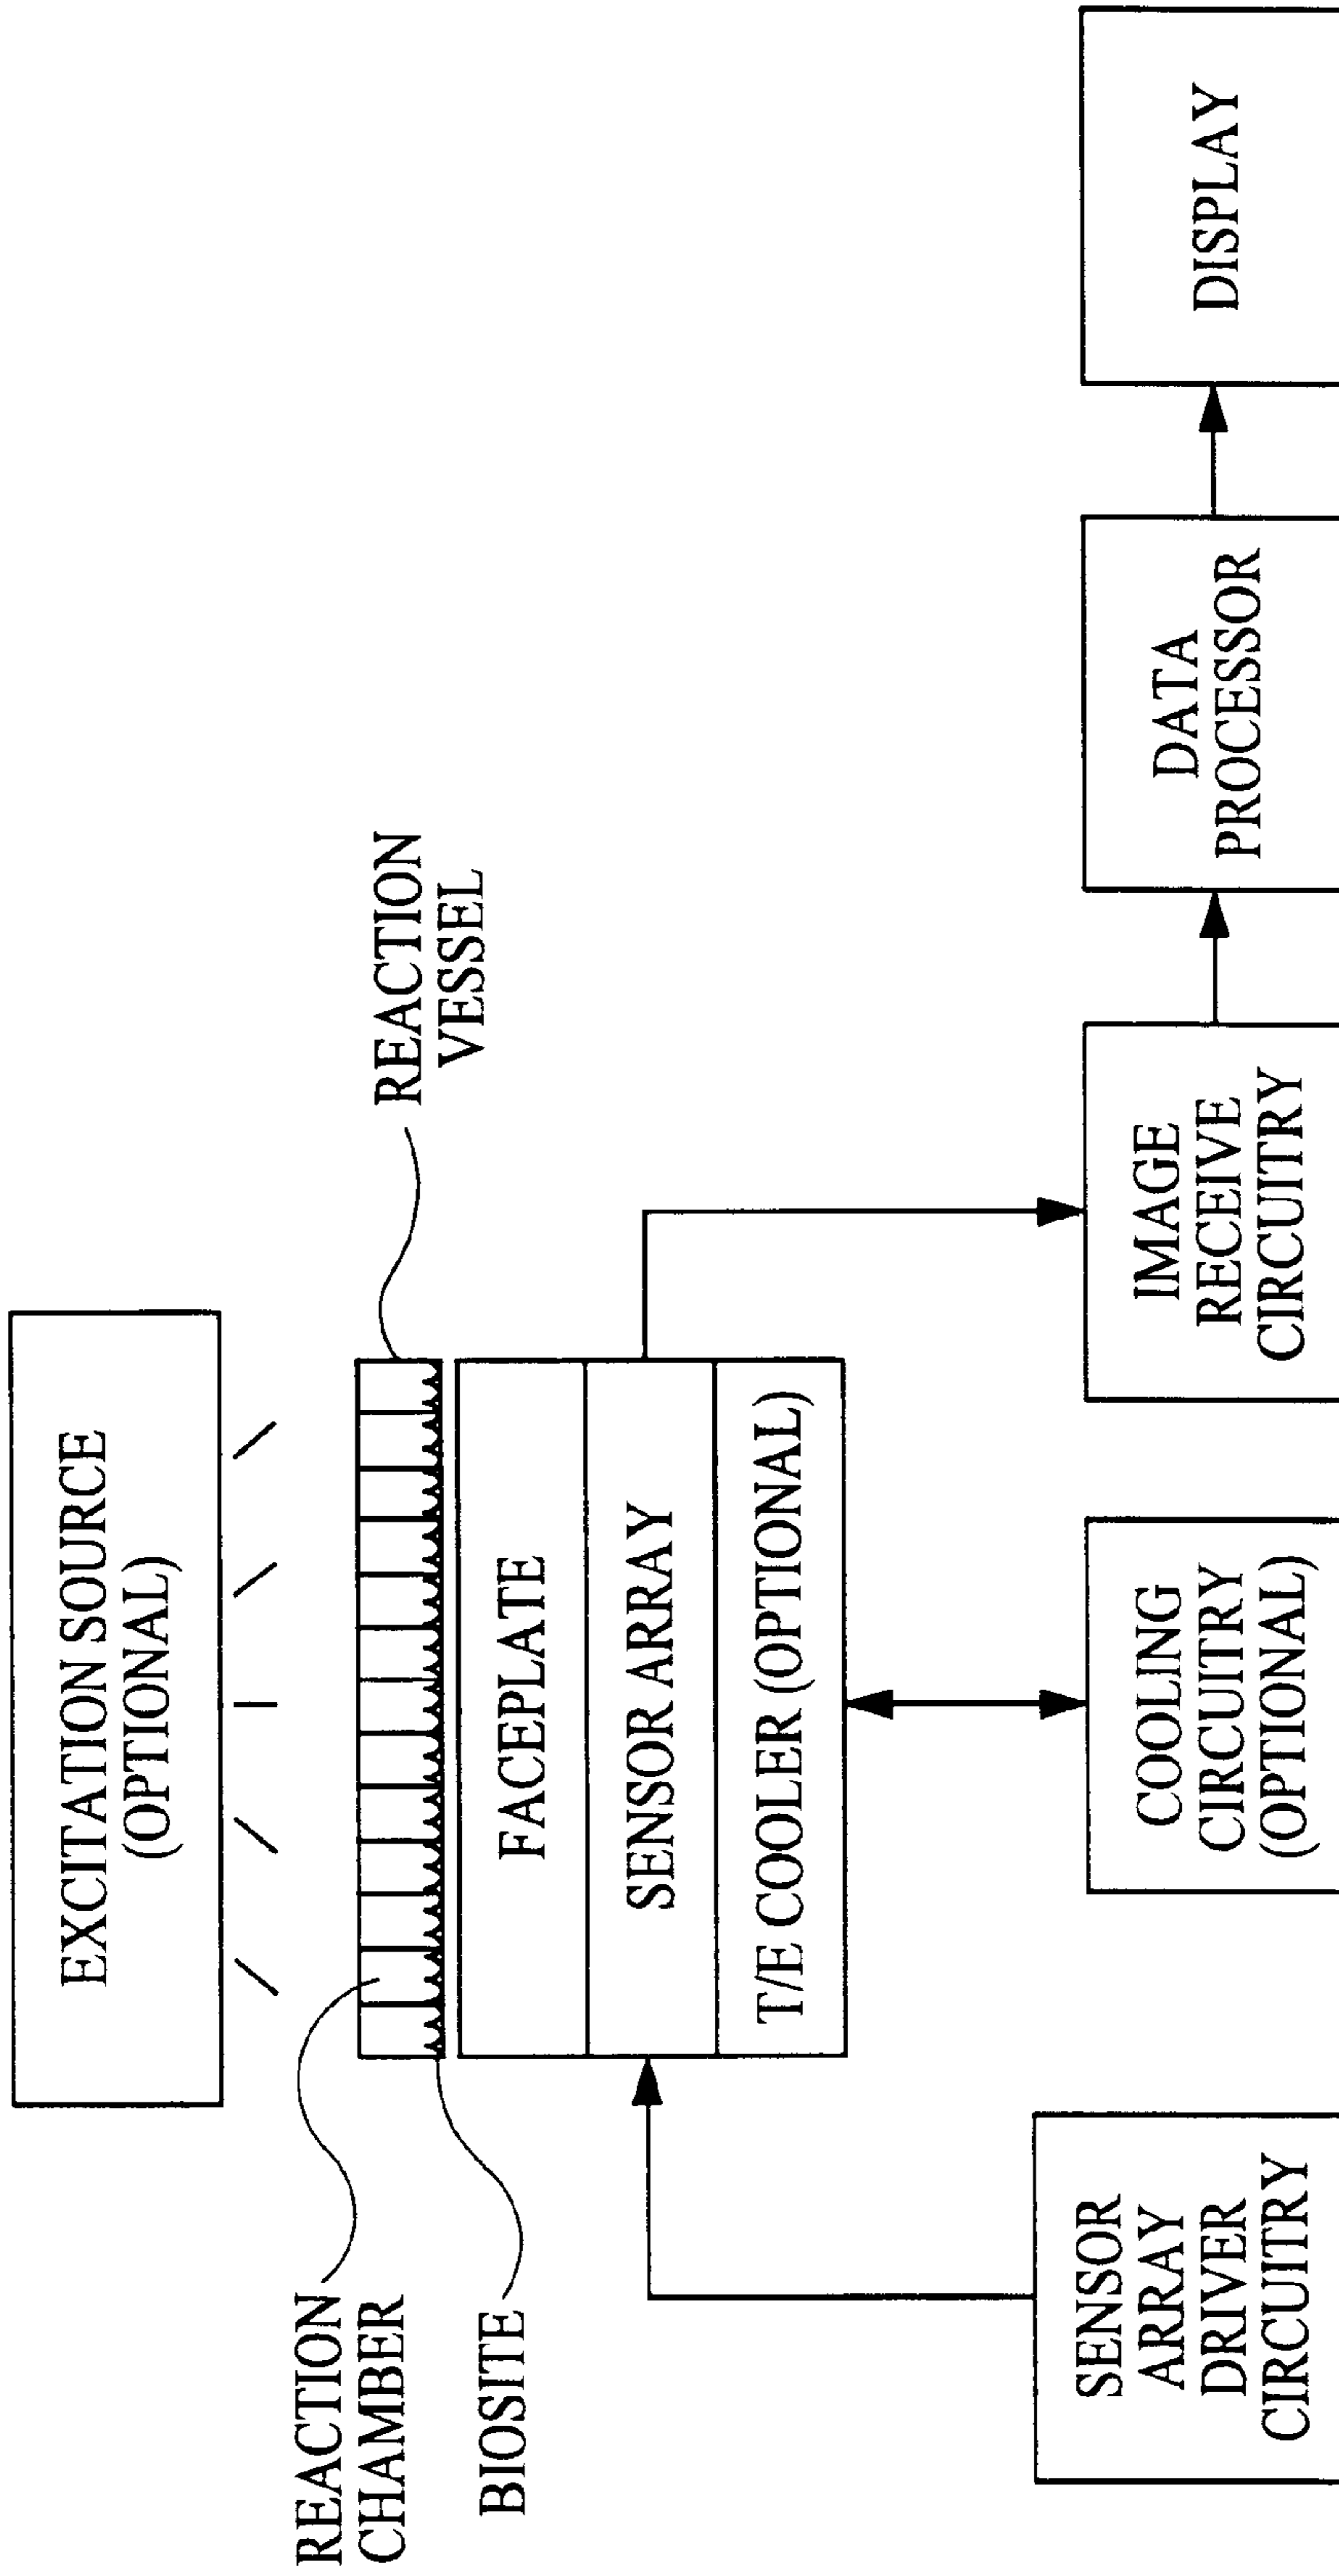 EXCITATION SOURCE
(OPTIONAL)
REACTION
CHAMBER
REACTION
VESSEL
BIOSITE
FACEPLATE
SENSOR ARRAY
T/E COOLER (OPTIONAL)
SENSOR
ARRAY
DRIVER
CIRCUITRY
COOLING
CIRCUITRY
(OPTIONAL)
IMAGE
RECEIVE
CIRCUITRY
DATA
PROCESSOR
DISPLAY